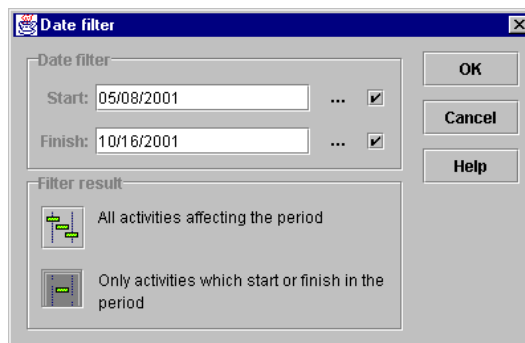 Date filter
Date filter
Start: 05/08/2001 ...
Finish: 10/16/2001 ...
OK
Cancel
Help
Filter result
All activities affecting the period
Only activities which start or finish in the
period